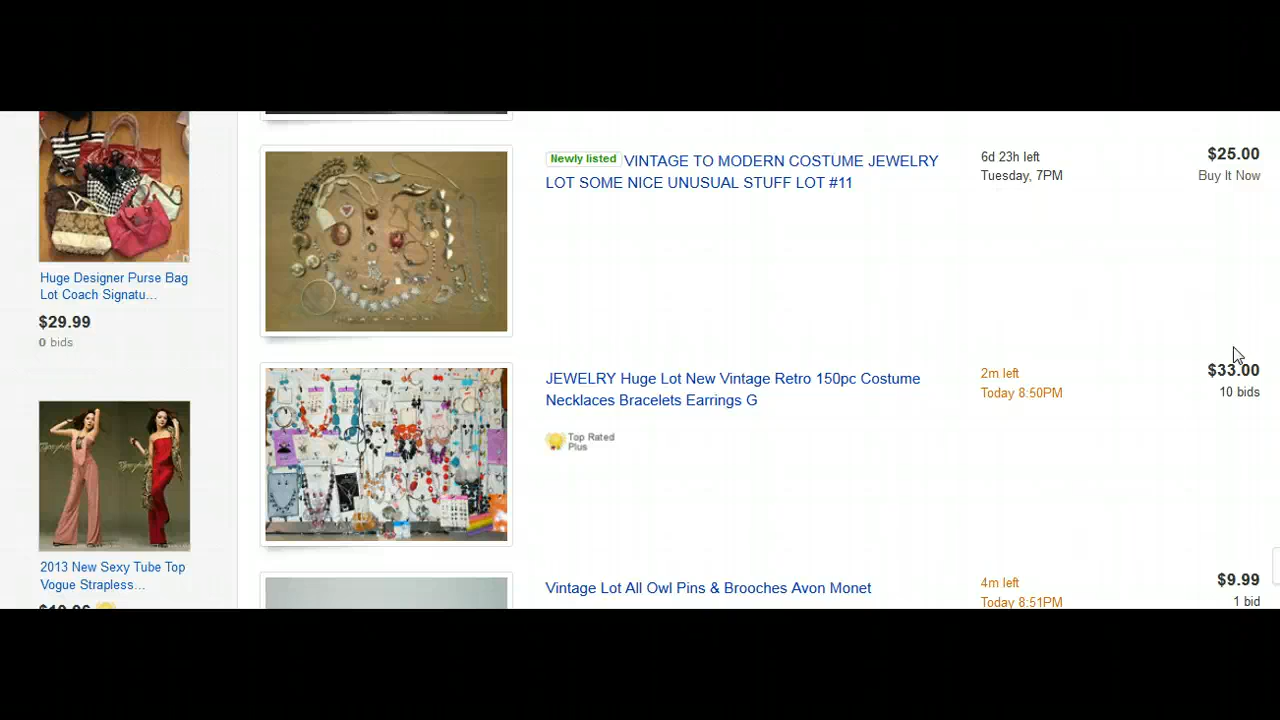 Huge Designer Purse Bag
Lot Coach Signatu...
$29.99
0 bids
2013 New Sexy Tube Top
Vogue Strapless...
Newly listed VINTAGE TO MODERN COSTUME JEWELRY
LOT SOME NICE UNUSUAL STUFF LOT #11
6d 23h left
Tuesday, 7PM
$25.00
Buy It Now
JEWELRY Huge Lot New Vintage Retro 150pc Costume
Necklaces Bracelets Earrings G
Top Rated
Plus
2m left
Today 8:50PM
$33.00
10 bids
Vintage Lot All Owl Pins & Brooches Avon Monet
4m left
Today 8:51PM
$9.99
1 bid